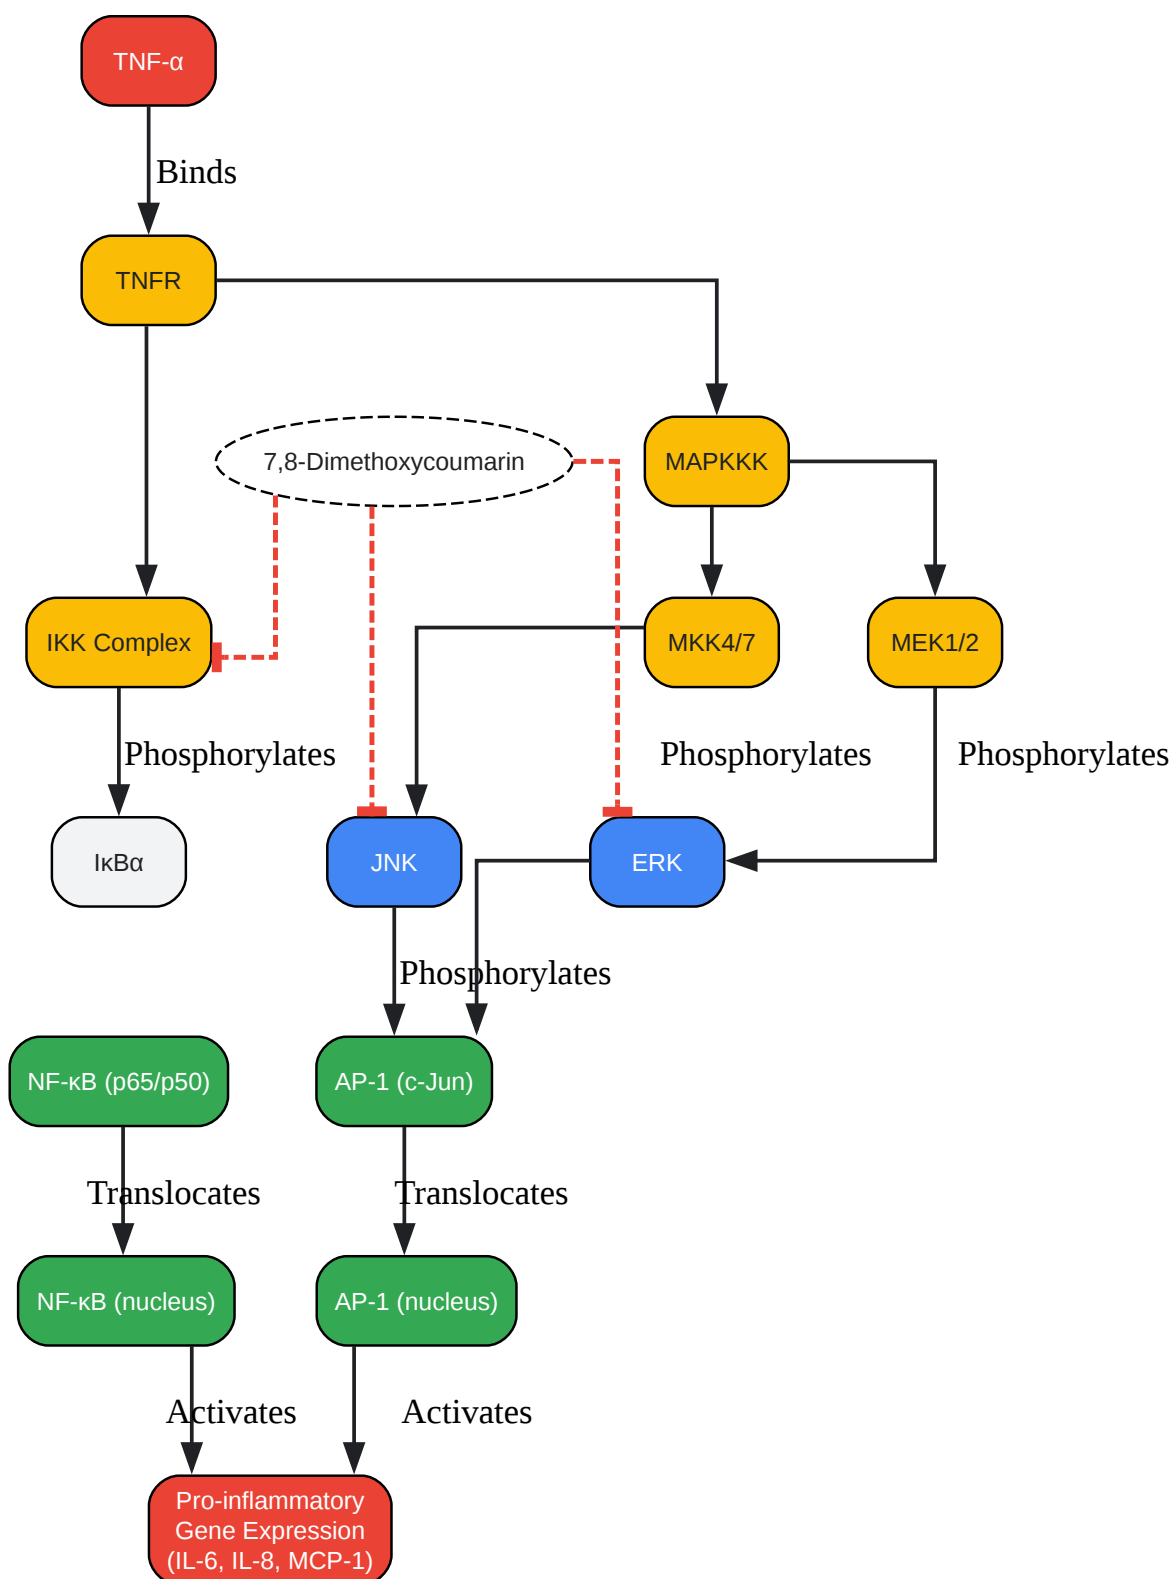 TNF-α
Binds
TNFR
7,8-Dimethoxycoumarin
MAPKKK
IKK Complex
MKK4/7
MEK1/2
Phosphorylates
Phosphorylates
Phosphorylates
IκBα
JNK
ERK
Phosphorylates
NF-κB (p65/p50)
AP-1 (c-Jun)
Translocates
Translocates
NF-κB (nucleus)
AP-1 (nucleus)
Activates
Activates
Pro-inflammatory
Gene Expression
(IL-6, IL-8, MCP-1)